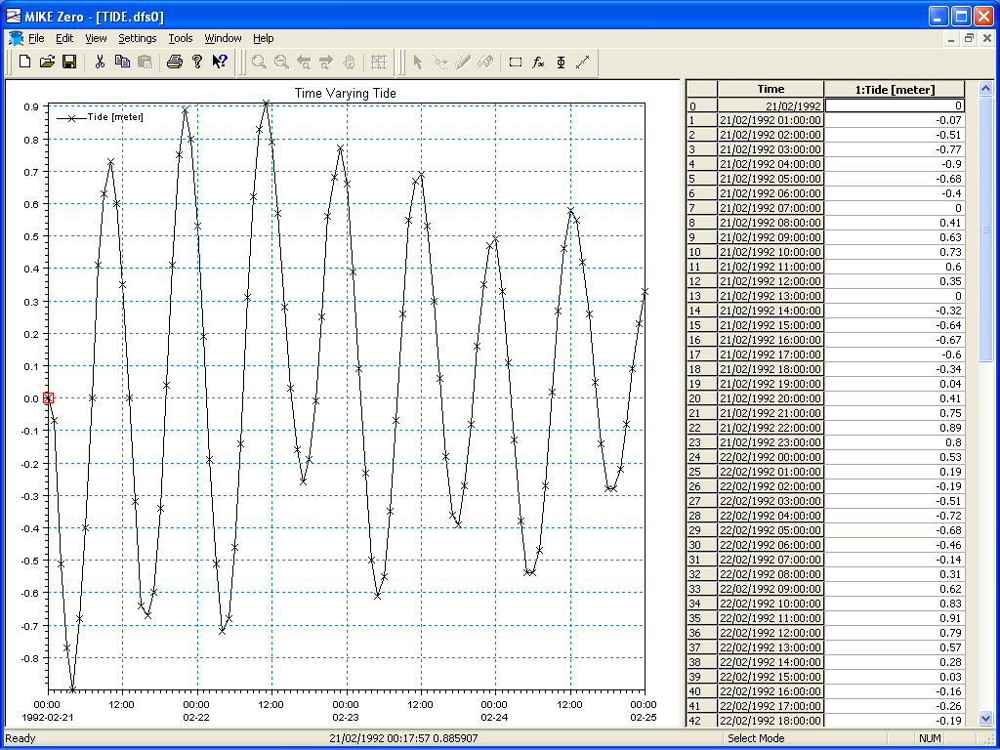 MIKE Zero - [TIDE.dfs0]
File Edit View Settings Tools Window Help
Time Varying Tide
Tide [meter]
0.9
0.8
0.7
0.6
0.5
0.4
0.3
0.2
0.1
0.0
-0.1
-0.2
-0.3
-0.4
-0.5
-0.6
-0.7
-0.8
00:00 12:00 00:00 12:00 00:00 12:00 00:00 12:00 00:00
1992-02-21 02-22 02-23 02-24 02-25
Time 1:Tide [meter]
0 21/02/1992 0
1 21/02/1992 01:00:00 -0.07
2 21/02/1992 02:00:00 -0.51
3 21/02/1992 03:00:00 -0.77
4 21/02/1992 04:00:00 -0.9
5 21/02/1992 05:00:00 -0.68
6 21/02/1992 06:00:00 -0.4
7 21/02/1992 07:00:00 0
8 21/02/1992 08:00:00 0.41
9 21/02/1992 09:00:00 0.63
10 21/02/1992 10:00:00 0.73
11 21/02/1992 11:00:00 0.6
12 21/02/1992 12:00:00 0.35
13 21/02/1992 13:00:00 0
14 21/02/1992 14:00:00 -0.32
15 21/02/1992 15:00:00 -0.64
16 21/02/1992 16:00:00 -0.67
17 21/02/1992 17:00:00 -0.6
18 21/02/1992 18:00:00 -0.34
19 21/02/1992 19:00:00 0.04
20 21/02/1992 20:00:00 0.41
21 21/02/1992 21:00:00 0.75
22 21/02/1992 22:00:00 0.89
23 21/02/1992 23:00:00 0.8
24 22/02/1992 00:00:00 0.53
25 22/02/1992 01:00:00 0.19
26 22/02/1992 02:00:00 -0.19
27 22/02/1992 03:00:00 -0.51
28 22/02/1992 04:00:00 -0.72
29 22/02/1992 05:00:00 -0.68
30 22/02/1992 06:00:00 -0.46
31 22/02/1992 07:00:00 -0.14
32 22/02/1992 08:00:00 0.31
33 22/02/1992 09:00:00 0.62
34 22/02/1992 10:00:00 0.83
35 22/02/1992 11:00:00 0.91
36 22/02/1992 12:00:00 0.79
37 22/02/1992 13:00:00 0.57
38 22/02/1992 14:00:00 0.28
39 22/02/1992 15:00:00 0.03
40 22/02/1992 16:00:00 -0.16
41 22/02/1992 17:00:00 -0.26
42 22/02/1992 18:00:00 -0.19
Ready 21/02/1992 00:17:57 0.885907 Select Mode NUM